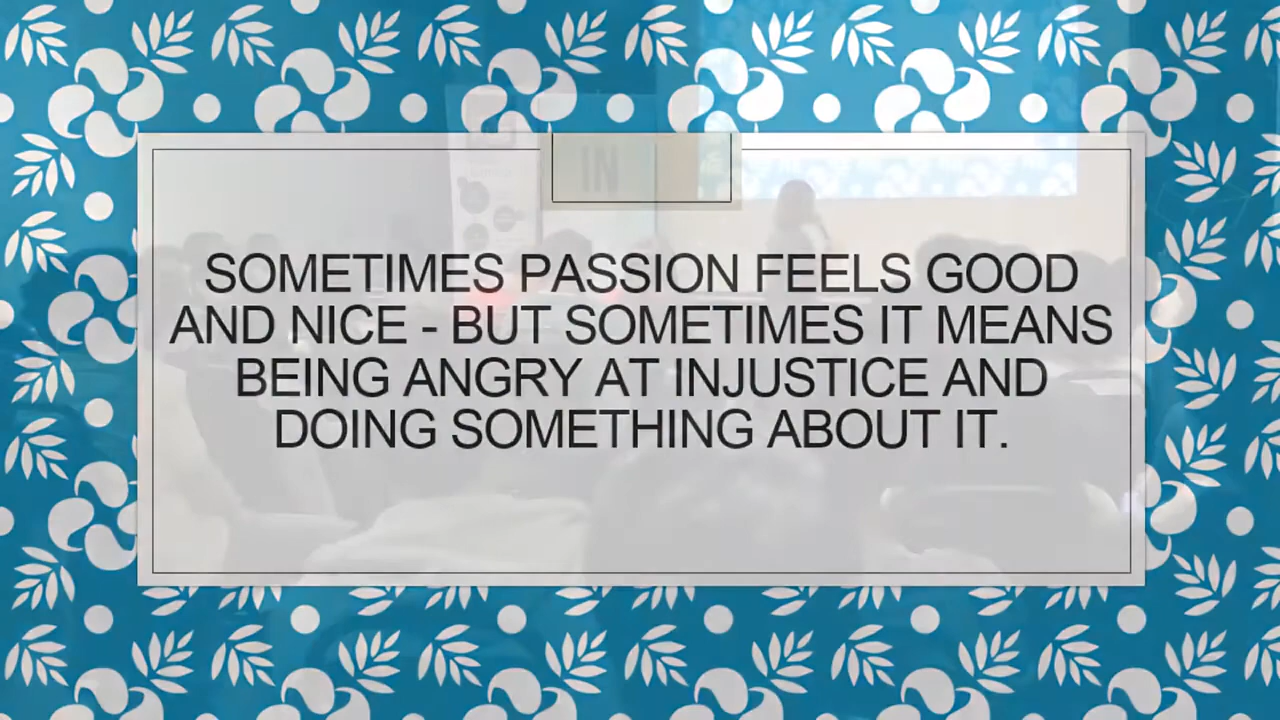 IN
SOMETIMES PASSION FEELS GOOD
AND NICE - BUT SOMETIMES IT MEANS
BEING ANGRY AT INJUSTICE AND
DOING SOMETHING ABOUT IT.